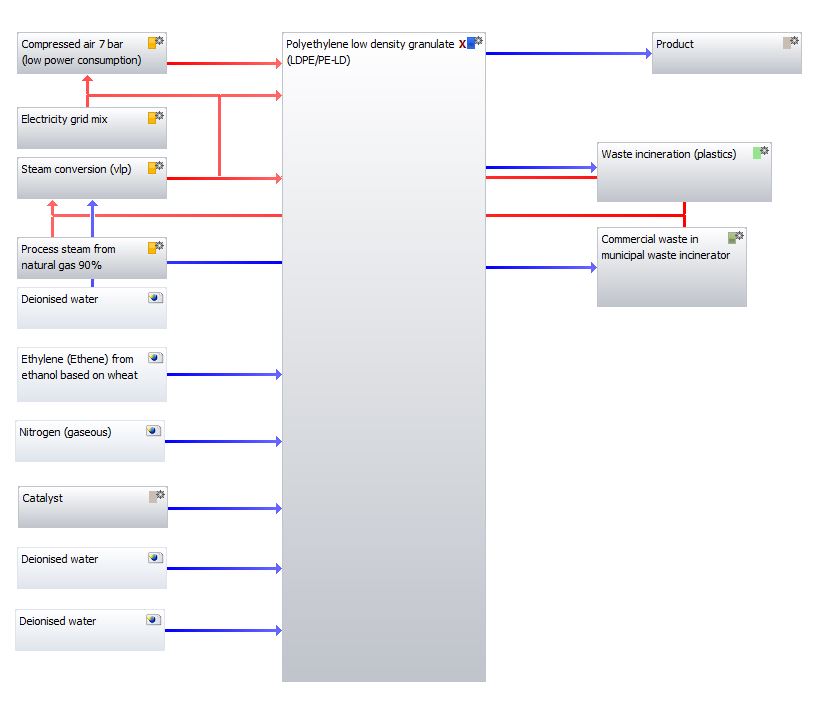 Compressed air 7 bar
(low power consumption)
Electricity grid mix
Steam conversion (vlp)
Process steam from
natural gas 90%
Deionised water
Ethylene (Ethene) from
ethanol based on wheat
Nitrogen (gaseous)
Catalyst
Deionised water
Deionised water
Polyethylene low density granulate X
(LDPE/PE-LD)
Product
Waste incineration (plastics)
Commercial waste in
municipal waste incinerator